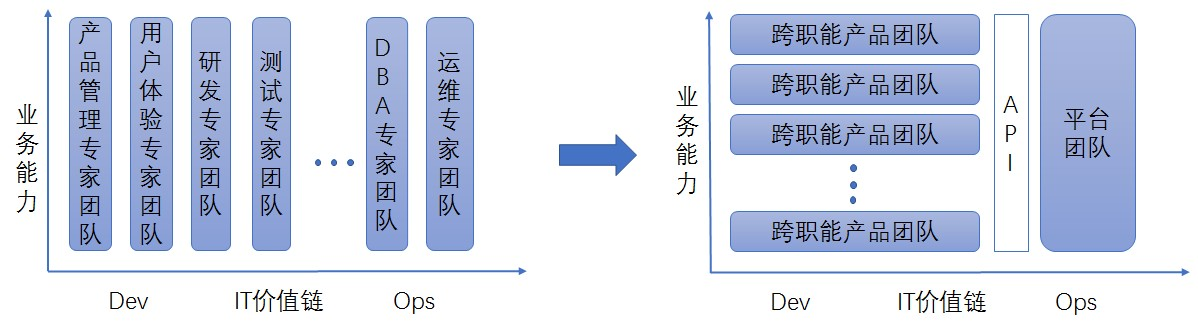 业务能力
产品管理专家团队
用户体验专家团队
研发专家团队
测试专家团队
DBA专家团队
运维专家团队
Dev
IT价值链
Ops
业务能力
跨职能产品团队
跨职能产品团队
跨职能产品团队
跨职能产品团队
API
平台
团队
Dev
IT价值链
Ops